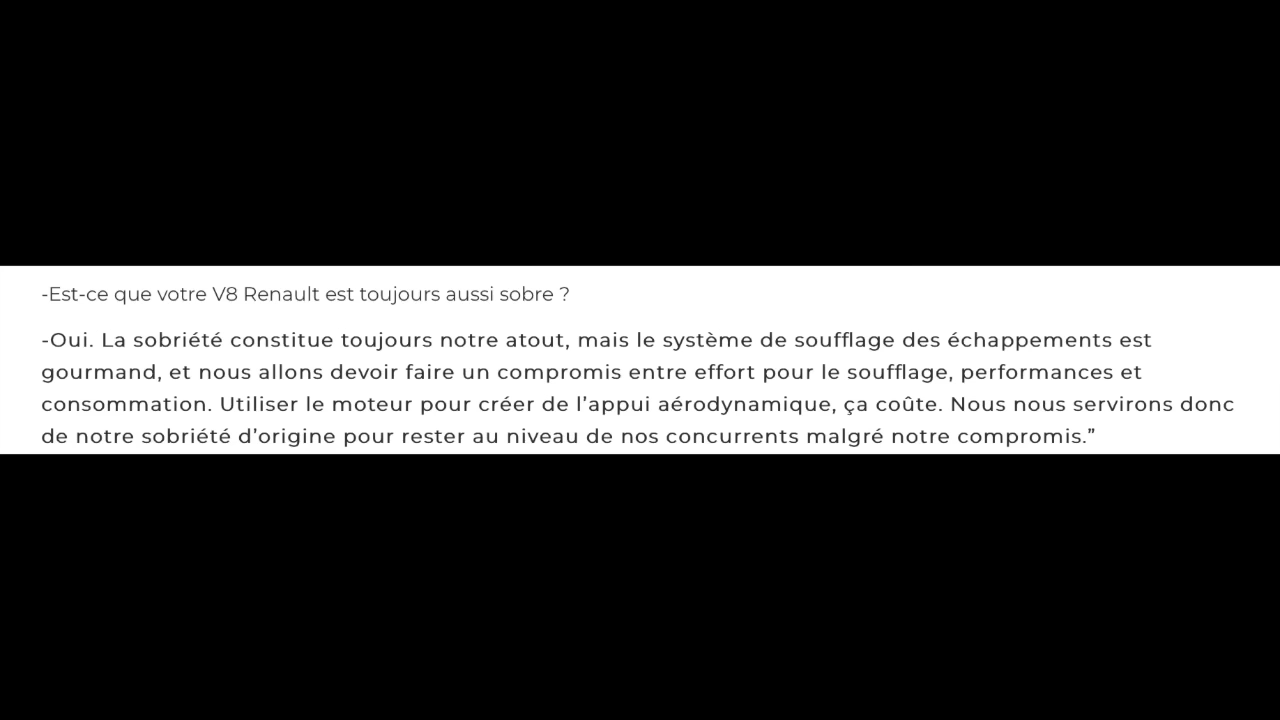 -Est-ce que votre V8 Renault est toujours aussi sobre ?
-Oui. La sobriété constitue toujours notre atout, mais le système de soufflage des échappements est
gourmand, et nous allons devoir faire un compromis entre effort pour le soufflage, performances et
consommation. Utiliser le moteur pour créer de l’appui aérodynamique, ça coûte. Nous nous servirons donc
de notre sobriété d’origine pour rester au niveau de nos concurrents malgré notre compromis.”